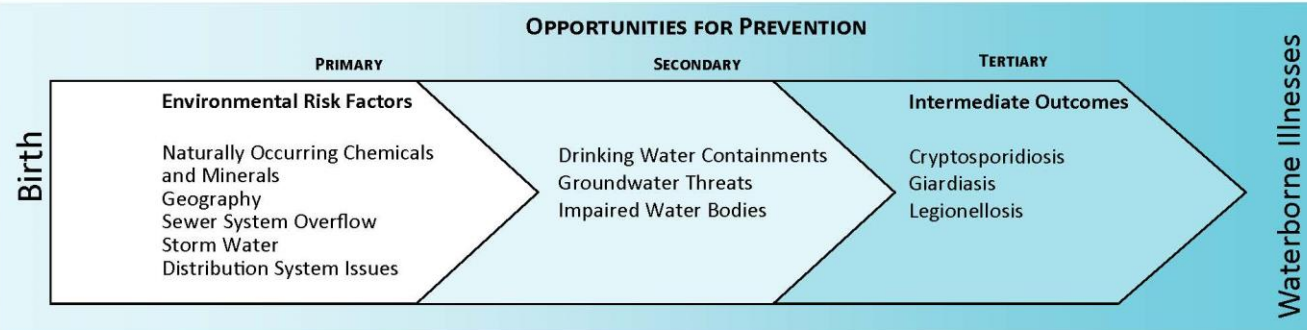 OPPORTUNITIES FOR PREVENTION
PRIMARY
SECONDARY
TERTIARY
Birth
Environmental Risk Factors
Naturally Occurring Chemicals
and Minerals
Geography
Sewer System Overflow
Storm Water
Distribution System Issues
Drinking Water Containments
Groundwater Threats
Impaired Water Bodies
Intermediate Outcomes
Cryptosporidiosis
Giardiasis
Legionellosis
Waterborne Illnesses